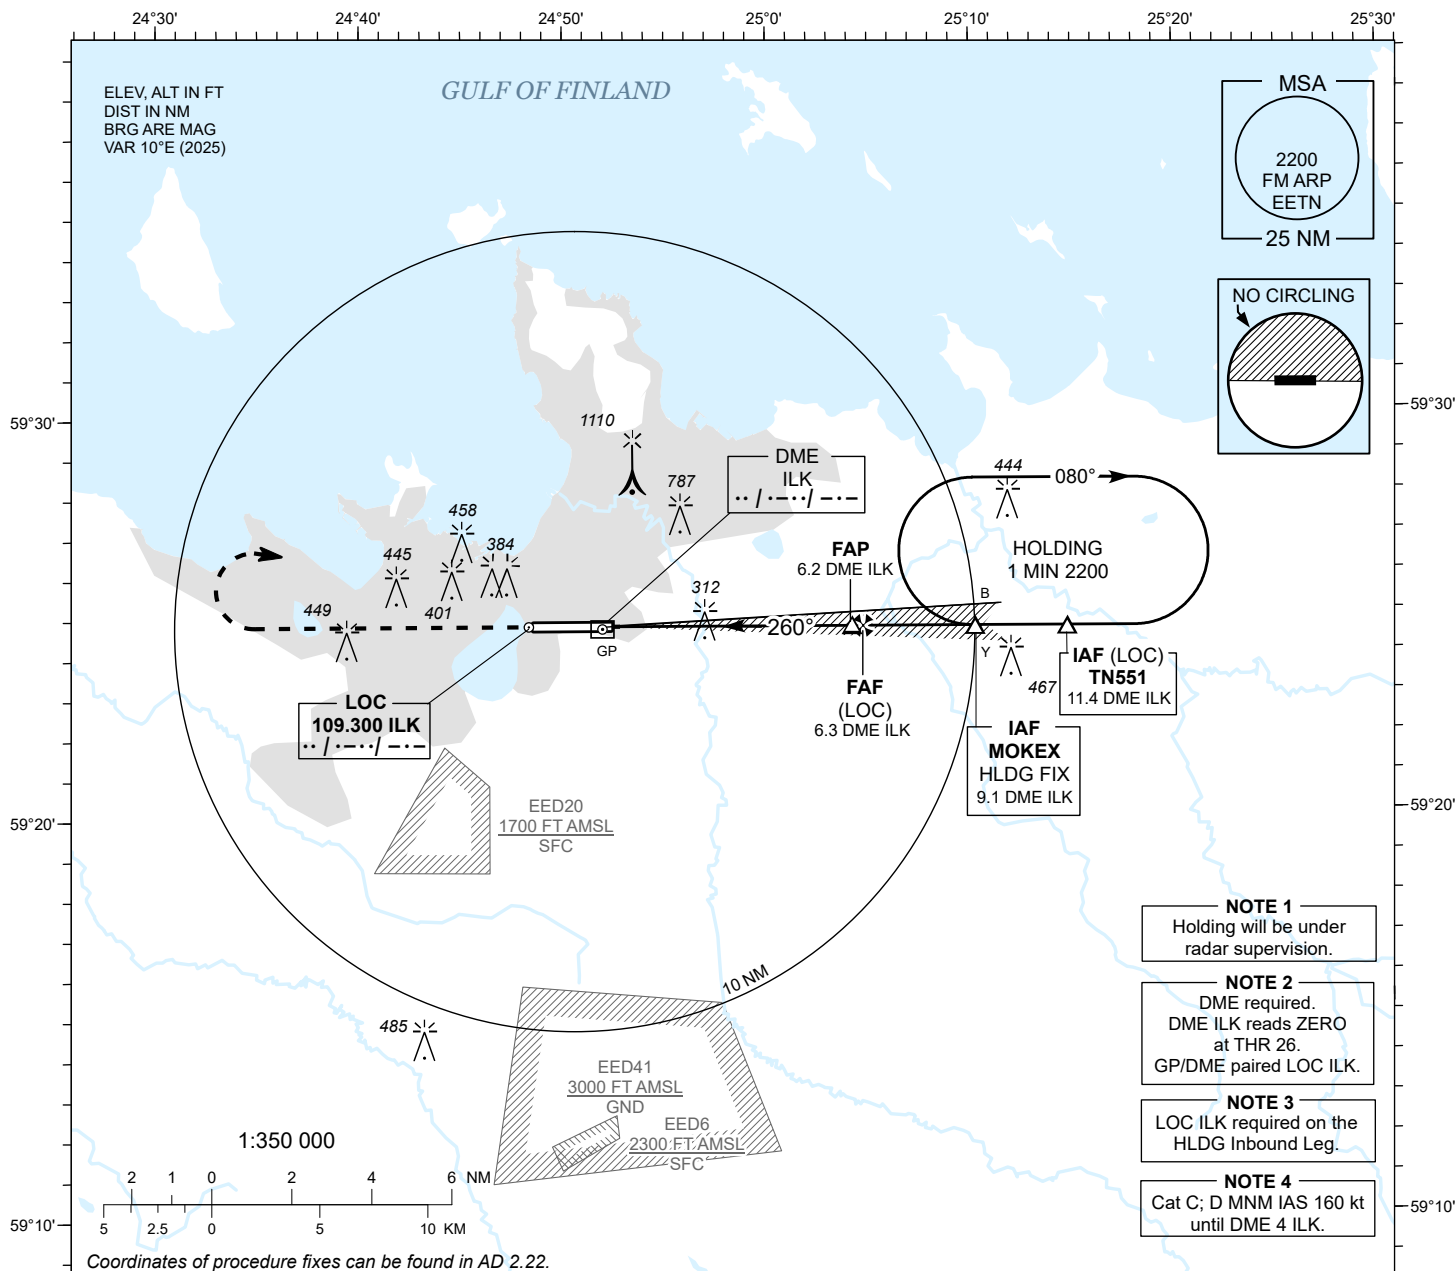 24°30' 24°40' 24°50' 25°0' 25°10' 25°20' 25°30'
ELEV, ALT IN FT
DIST IN NM
BRG ARE MAG
VAR 10°E (2025)
GULF OF FINLAND
MSA
2200
FM ARP
EETN
25 NM
NO CIRCLING
59°30'
59°30'
1110
DME
ILK
·· / ·−·· / −·−
787
444
080°
458
445
384
401
449
312
HOLDING
1 MIN 2200
FAP
6.2 DME ILK
B
260°
GP
Y
467
LOC
109.300 ILK
·· / ·−·· / −·−
FAF
(LOC)
6.3 DME ILK
IAF (LOC)
TN551
11.4 DME ILK
IAF
MOKEX
HLDG FIX
9.1 DME ILK
EED20
1700 FT AMSL
SFC
59°20'
59°20'
10 NM
485
EED41
3000 FT AMSL
GND
EED6
2300 FT AMSL
SFC
NOTE 1
Holding will be under
radar supervision.
NOTE 2
DME required.
DME ILK reads ZERO
at THR 26.
GP/DME paired LOC ILK.
NOTE 3
LOC ILK required on the
HLDG Inbound Leg.
NOTE 4
Cat C; D MNM IAS 160 kt
until DME 4 ILK.
1:350 000
2 1 0 2 4 6 NM
5 2.5 0 5 10 KM
59°10'
59°10'
Coordinates of procedure fixes can be found in AD 2.22.